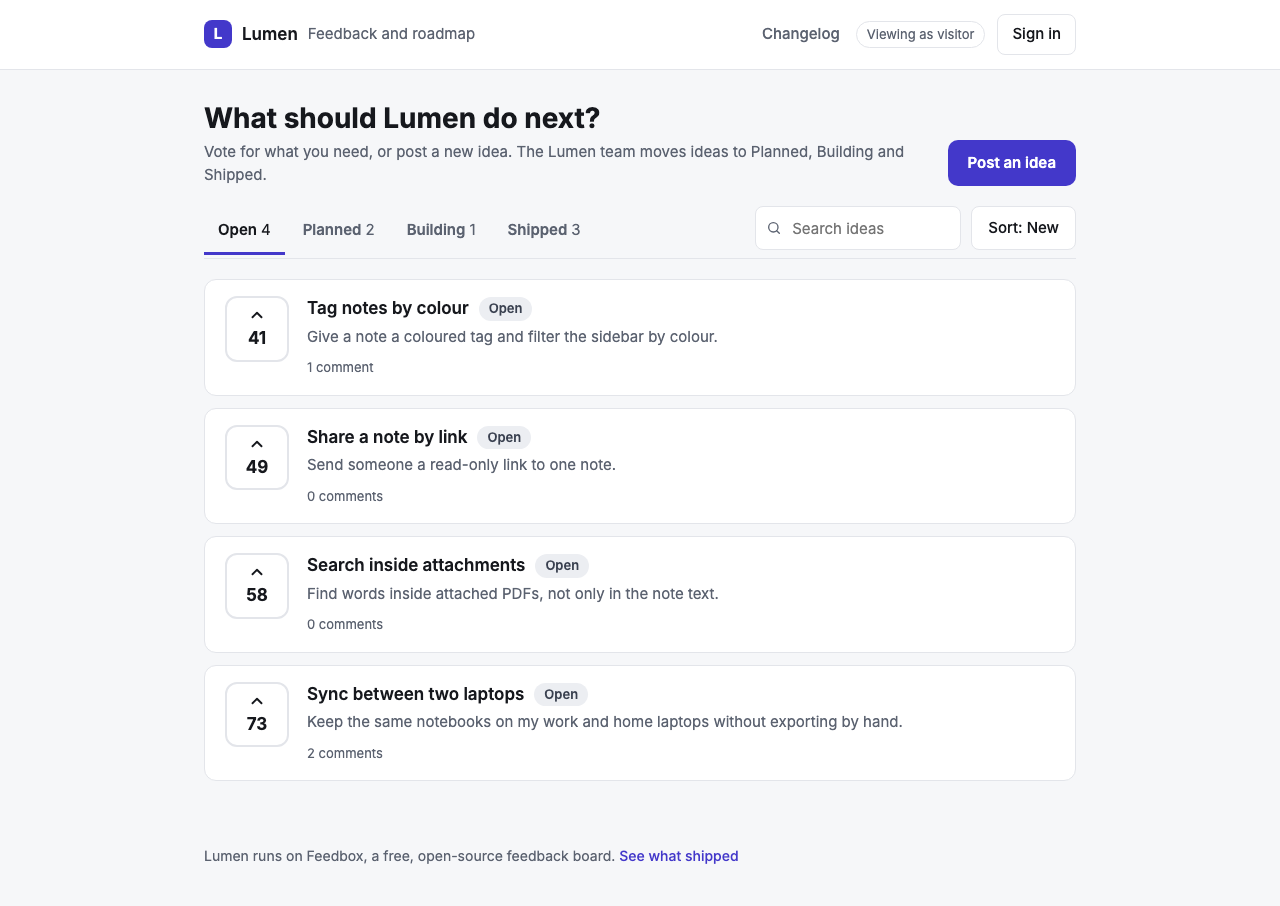 L Lumen Feedback and roadmap Changelog Viewing as visitor Sign in
What should Lumen do next?
Vote for what you need, or post a new idea. The Lumen team moves ideas to Planned, Building and
Shipped.
Post an idea
Open 4 Planned 2 Building 1 Shipped 3 Search ideas Sort: New
41
Tag notes by colour Open
Give a note a coloured tag and filter the sidebar by colour.
1 comment
49
Share a note by link Open
Send someone a read-only link to one note.
0 comments
58
Search inside attachments Open
Find words inside attached PDFs, not only in the note text.
0 comments
73
Sync between two laptops Open
Keep the same notebooks on my work and home laptops without exporting by hand.
2 comments
Lumen runs on Feedbox, a free, open-source feedback board. See what shipped